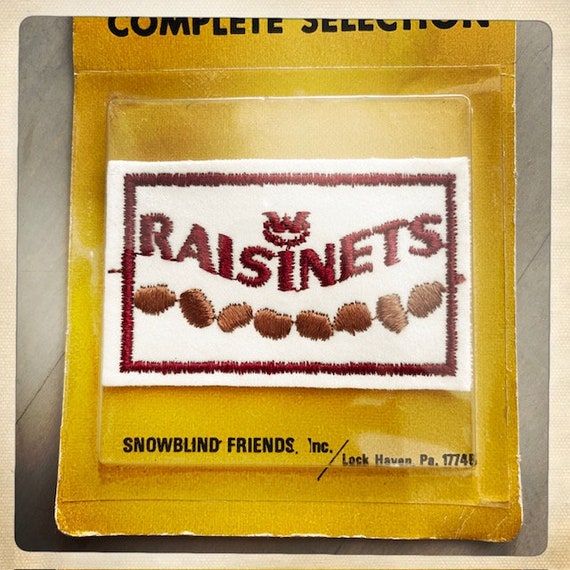 COMPLETE SELECTION
RAISINETS
SNOWBLIND FRIENDS, Inc. / Lock Haven, Pa. 17745